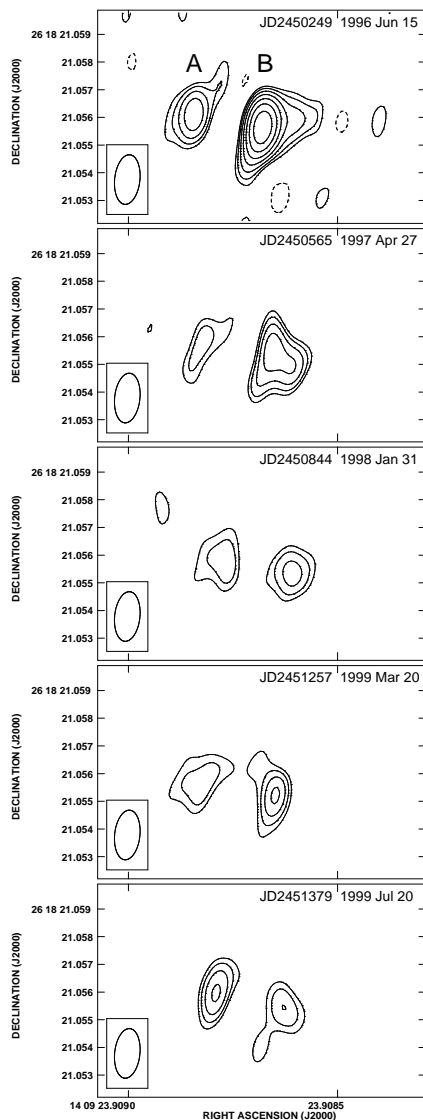 JD2450249 1996 Jun 15
26 18 21.059
21.058
21.057
21.056
21.055
21.054
21.053
DECLINATION (J2000)
A B
JD2450565 1997 Apr 27
26 18 21.059
21.058
21.057
21.056
21.055
21.054
21.053
DECLINATION (J2000)
JD2450844 1998 Jan 31
26 18 21.059
21.058
21.057
21.056
21.055
21.054
21.053
DECLINATION (J2000)
JD2451257 1999 Mar 20
26 18 21.059
21.058
21.057
21.056
21.055
21.054
21.053
DECLINATION (J2000)
JD2451379 1999 Jul 20
26 18 21.059
21.058
21.057
21.056
21.055
21.054
21.053
DECLINATION (J2000)
14 09 23.9090 23.9085
RIGHT ASCENSION (J2000)